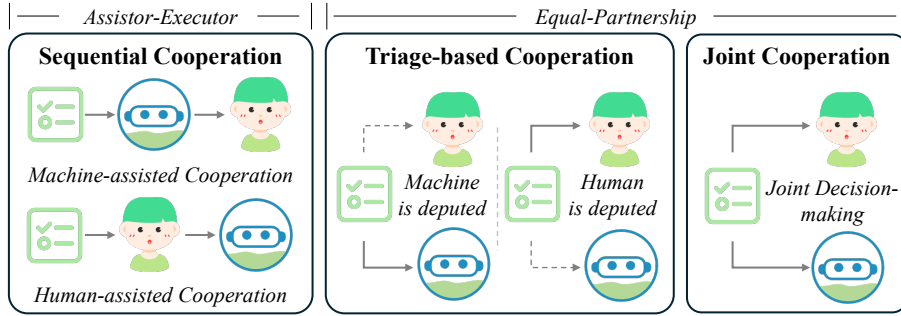 Assistor-Executor
Equal-Partnership
Sequential Cooperation
Machine-assisted Cooperation
Human-assisted Cooperation
Triage-based Cooperation
Machine
is deputed
Human
is deputed
Joint Cooperation
Joint Decision-
making